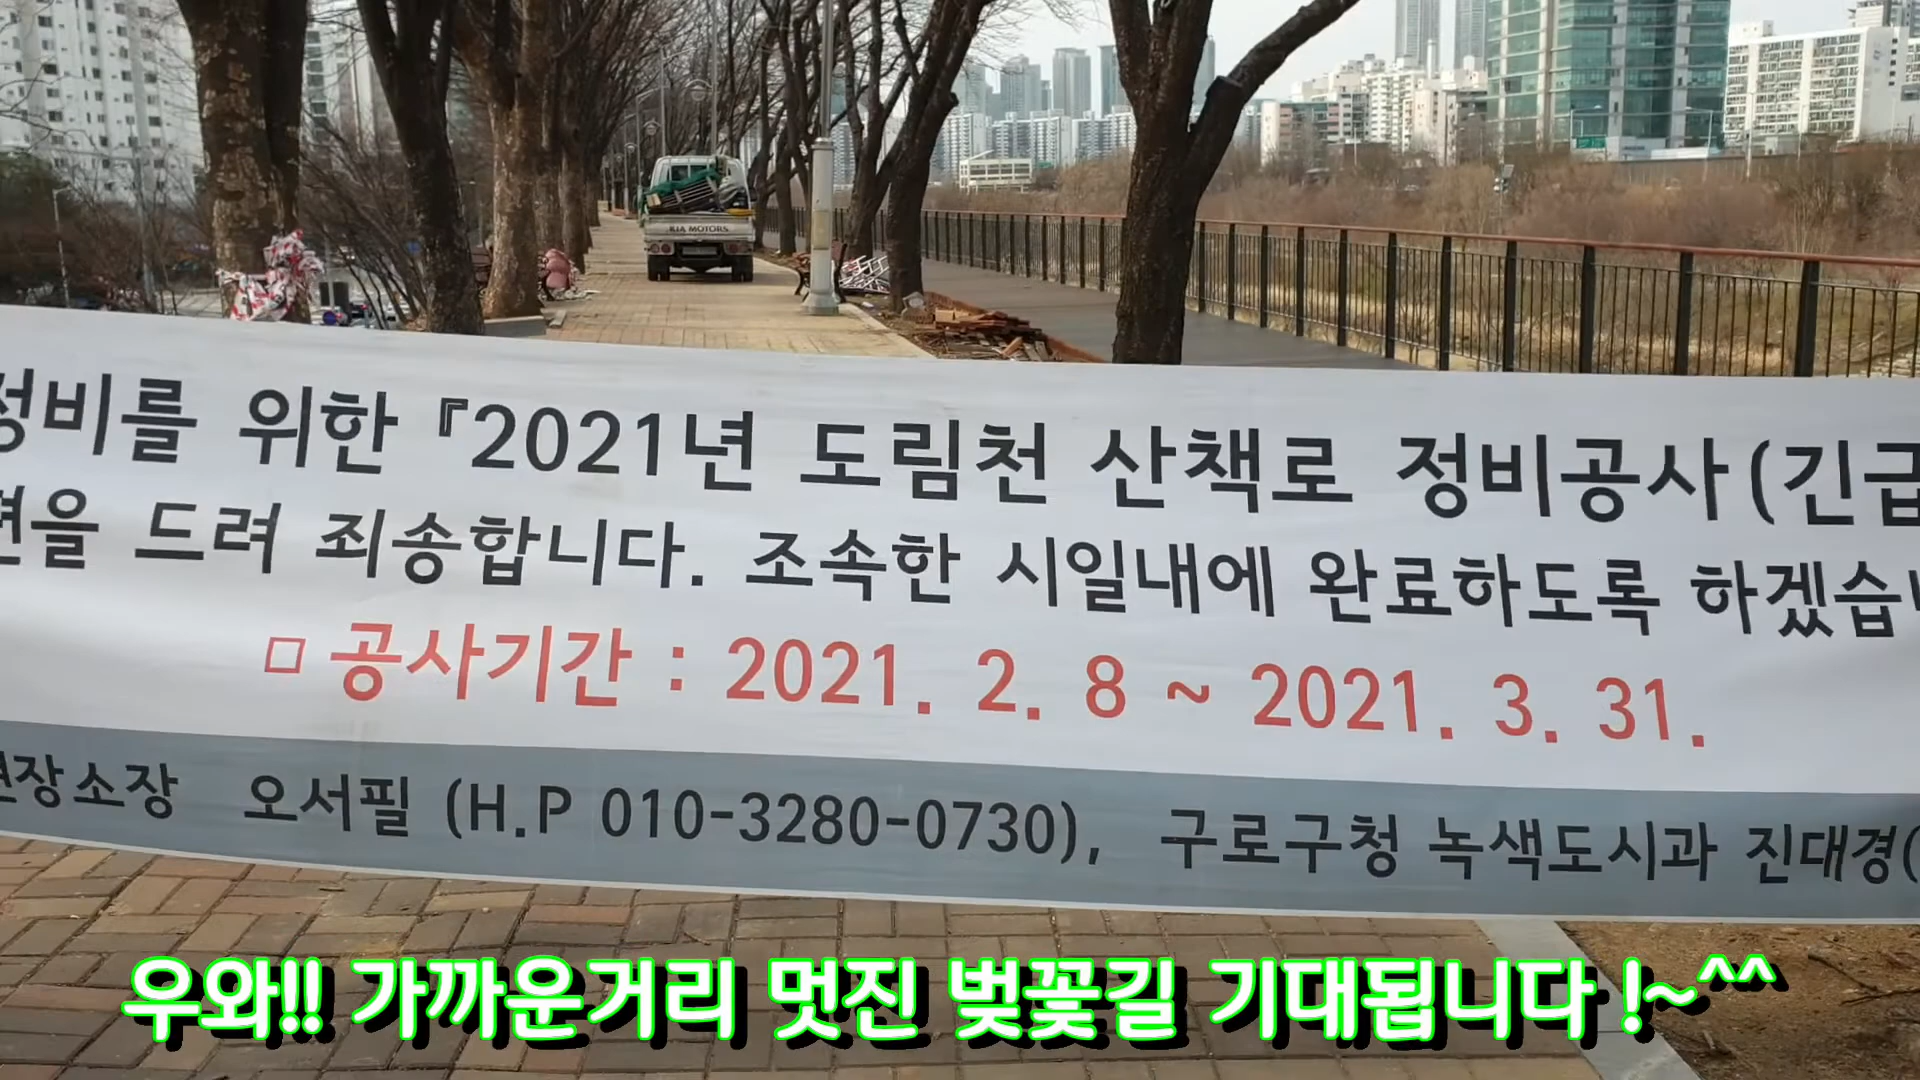 KIA MOTORS
정비를 위한 『2021년 도림천 산책로 정비공사(긴급
편을 드려 죄송합니다. 조속한 시일내에 완료하도록 하겠습니
□ 공사기간 : 2021. 2. 8 ~ 2021. 3. 31.
현장소장 오서필 (H.P 010-3280-0730), 구로구청 녹색도시과 진대경(
우와!! 가까운거리 멋진 벚꽃길 기대됩니다 !~^^